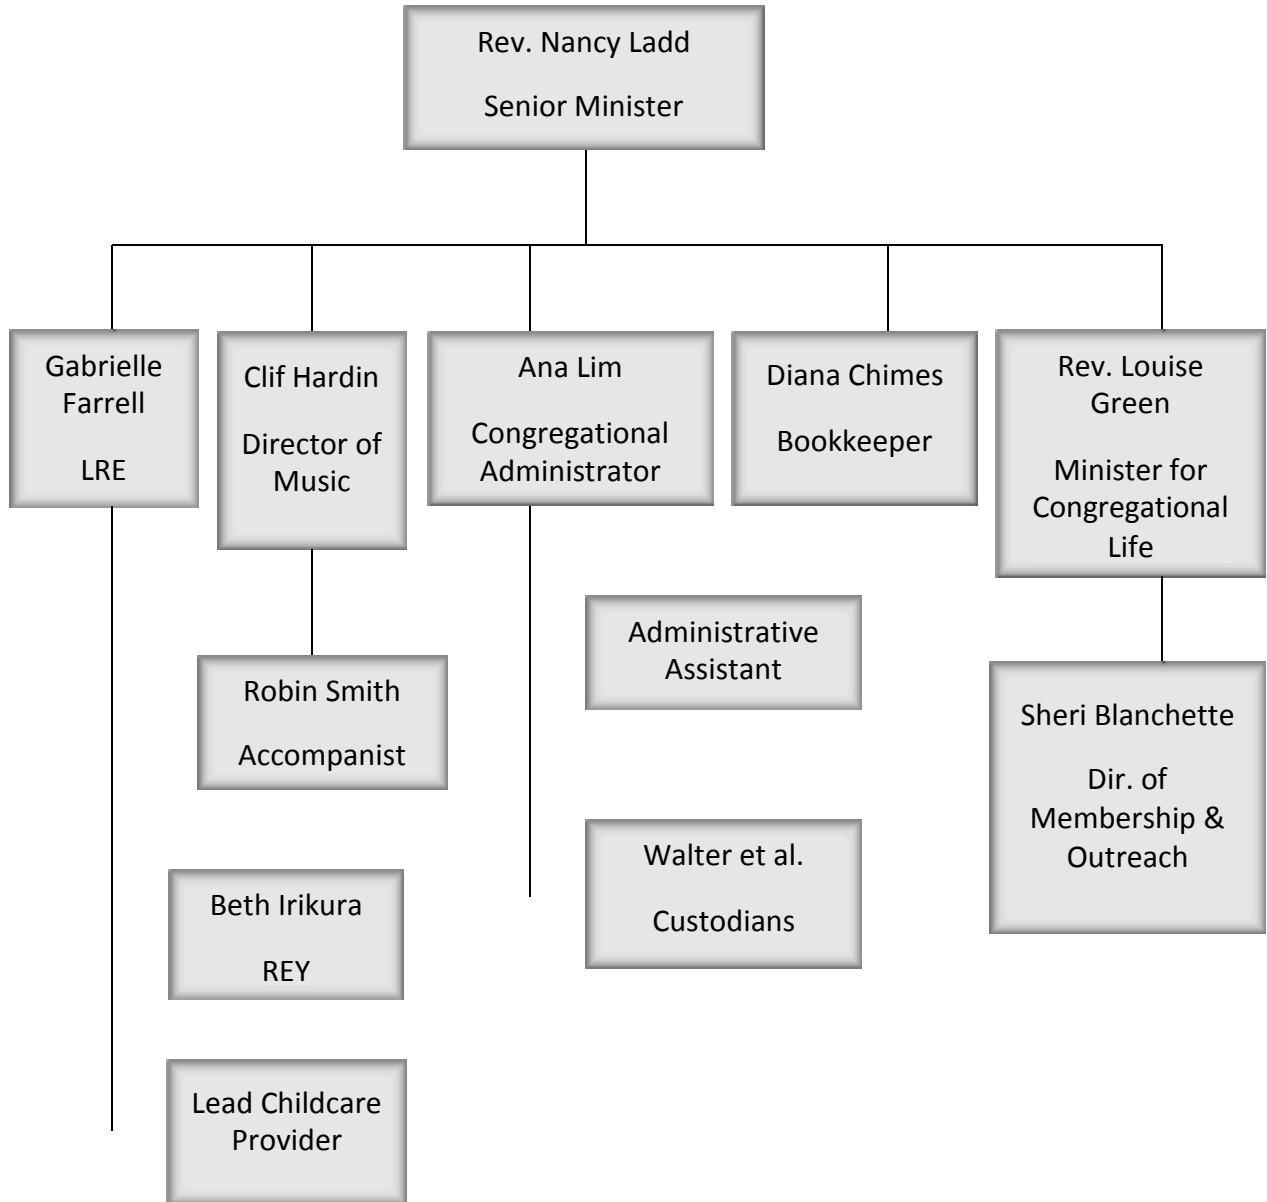 Rev. Nancy Ladd
Senior Minister
Gabrielle
Farrell
LRE
Clif Hardin
Director of
Music
Ana Lim
Congregational
Administrator
Diana Chimes
Bookkeeper
Rev. Louise
Green
Minister for
Congregational
Life
Administrative
Assistant
Robin Smith
Accompanist
Sheri Blanchette
Dir. of
Membership &
Outreach
Walter et al.
Custodians
Beth Irikura
REY
Lead Childcare
Provider